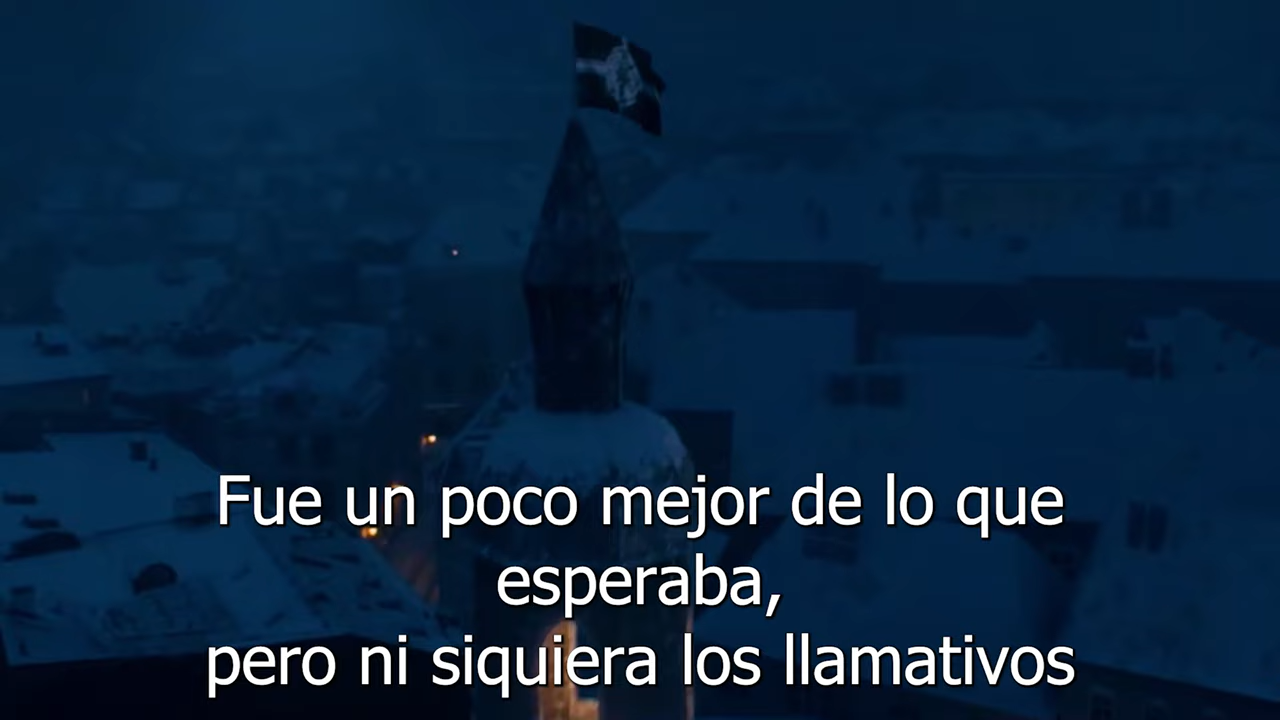 Fue un poco mejor de lo que
esperaba,
pero ni siquiera los llamativos